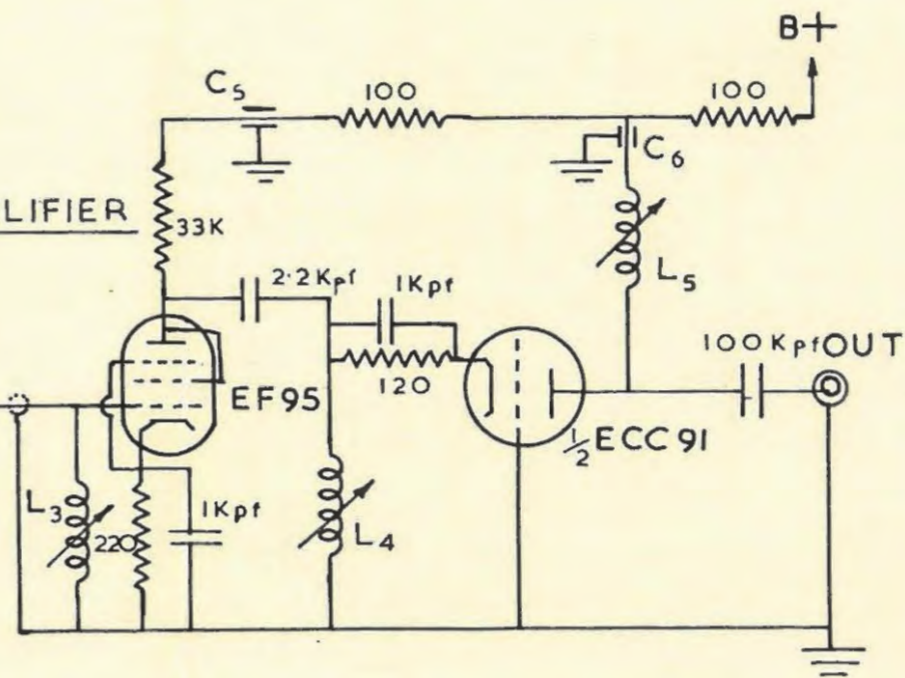 B+
C5
100
100
C6
LIFIER
33K
L5
2·2Kpf
1Kpf
100Kpf OUT
120
EF95
½ ECC91
L3
220
1Kpf
L4